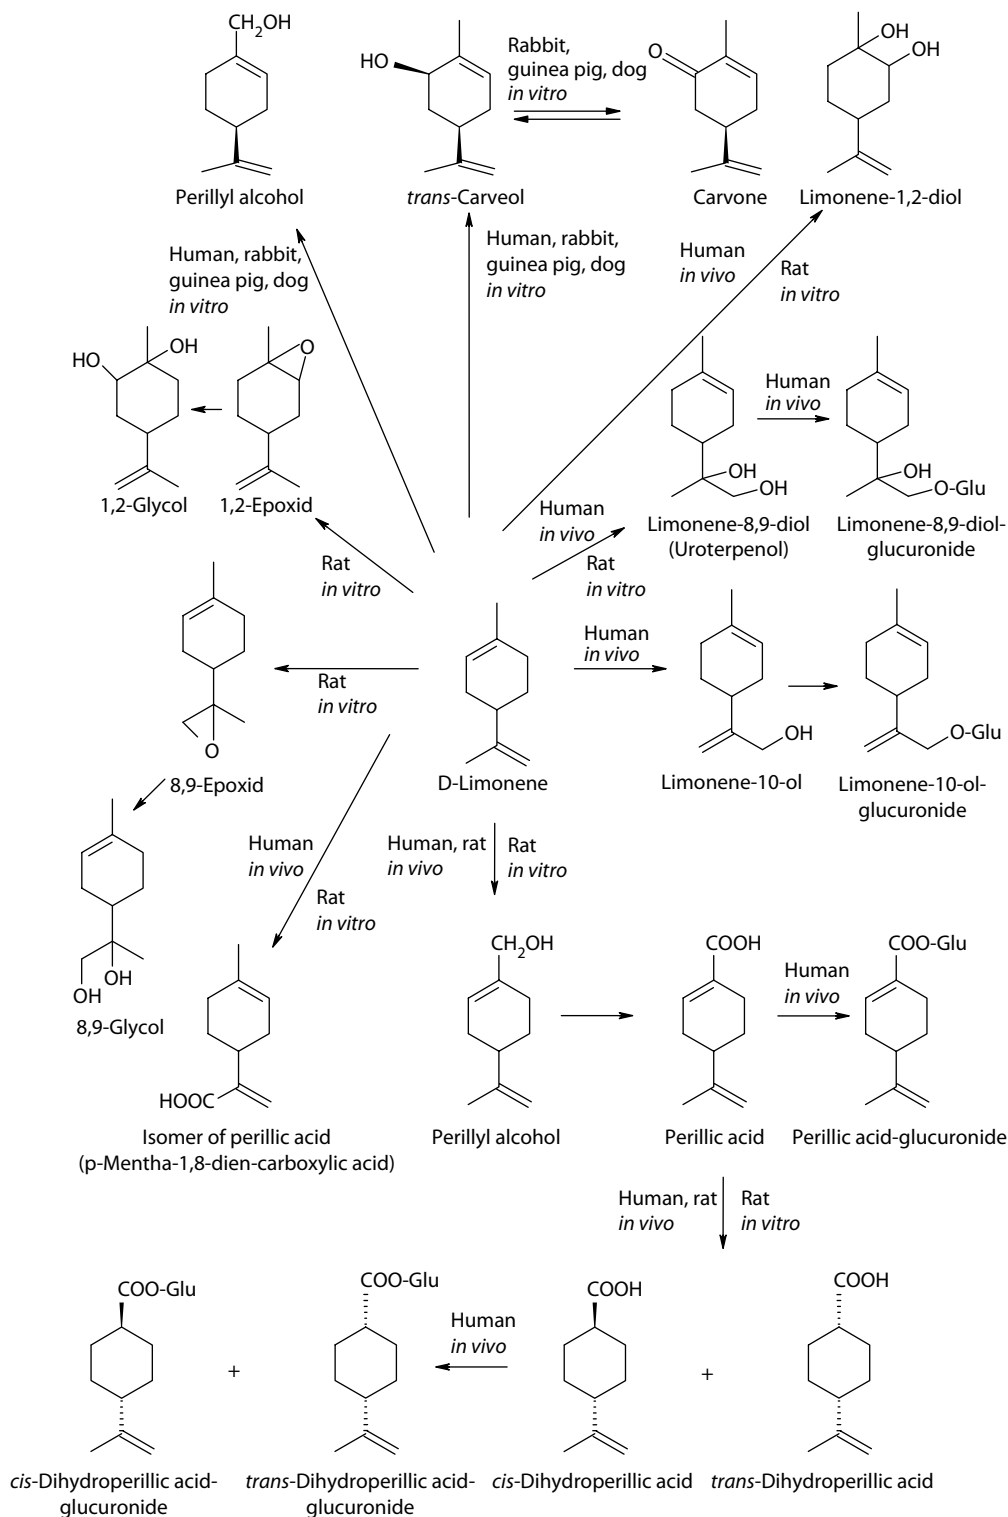 CH2OH
Perillyl alcohol
HO
trans-Carveol
Rabbit,
guinea pig, dog
in vitro
O
Carvone
OH
OH
Limonene-1,2-diol
Human, rabbit,
guinea pig, dog
in vitro
Human, rabbit,
guinea pig, dog
in vitro
Human
in vivo
Rat
in vitro
HO
OH
1,2-Glycol
O
1,2-Epoxid
Rat
in vitro
Human
in vivo
Rat
in vitro
OH
OH
Limonene-8,9-diol
(Uroterpenol)
Human
in vivo
OH
O-Glu
Limonene-8,9-diol-
glucuronide
O
8,9-Epoxid
Rat
in vitro
D-Limonene
Human
in vivo
OH
Limonene-10-ol
O-Glu
Limonene-10-ol-
glucuronide
OH
OH
8,9-Glycol
Human
in vivo
Rat
in vitro
HOOC
Isomer of perillic acid
(p-Mentha-1,8-dien-carboxylic acid)
Human, rat
in vivo
Rat
in vitro
CH2OH
Perillyl alcohol
COOH
Perillic acid
Human
in vivo
COO-Glu
Perillic acid-glucuronide
Human, rat
in vivo
Rat
in vitro
COO-Glu
cis-Dihydroperillic acid-
glucuronide
+
COO-Glu
trans-Dihydroperillic acid-
glucuronide
Human
in vivo
COOH
cis-Dihydroperillic acid
+
COOH
trans-Dihydroperillic acid